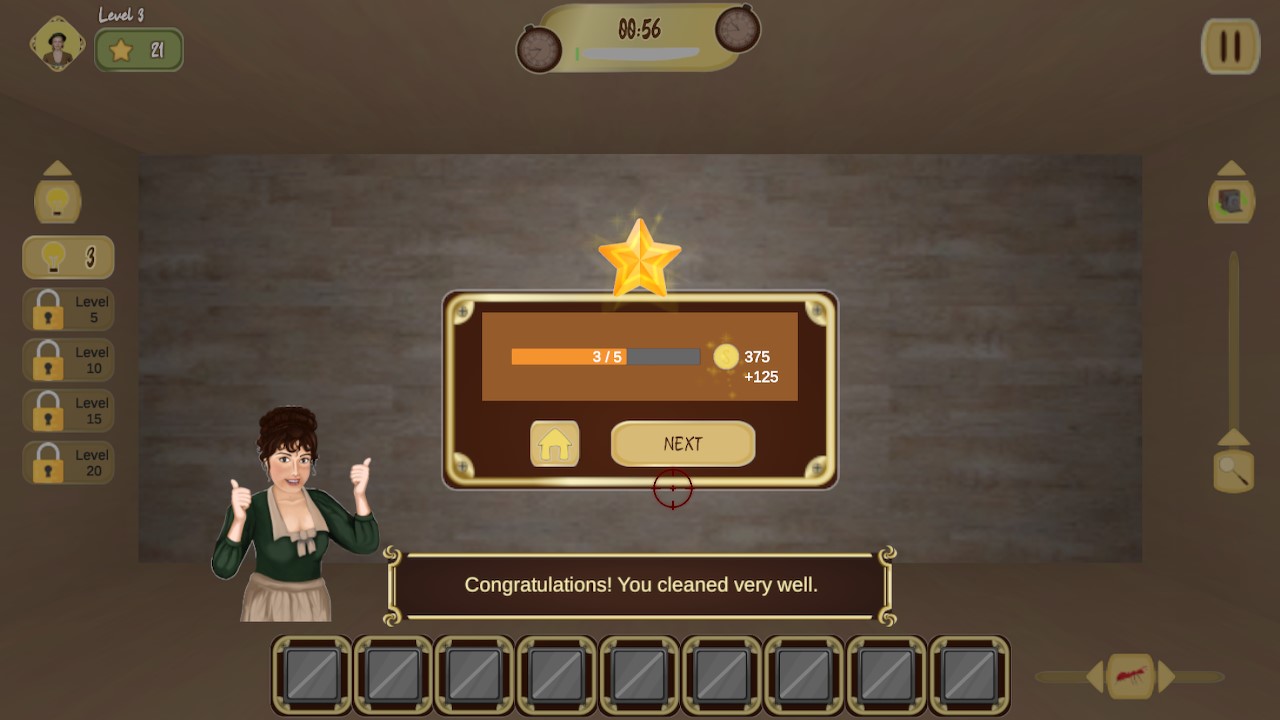 Level 3
21
00:56
3
Level
5
Level
10
Level
15
Level
20
3 / 5
375
+125
NEXT
Congratulations! You cleaned very well.